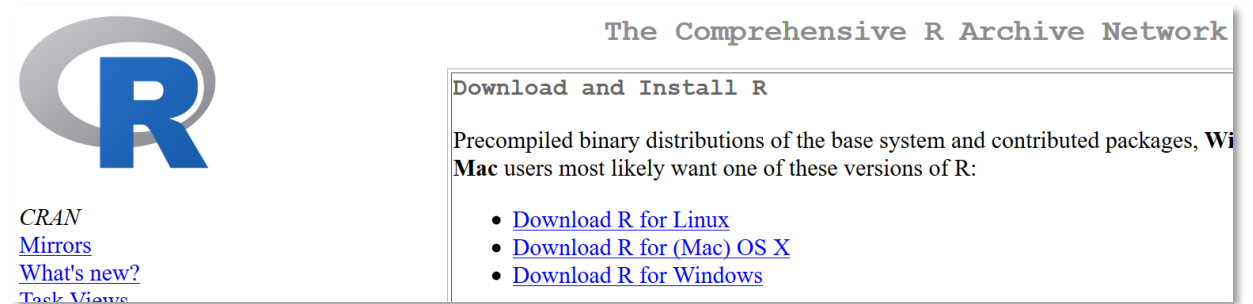 The Comprehensive R Archive Network
R
Download and Install R
Precompiled binary distributions of the base system and contributed packages,
Mac users most likely want one of these versions of R:
CRAN
Mirrors
What's new?
Task Views
• Download R for Linux
• Download R for (Mac) OS X
• Download R for Windows